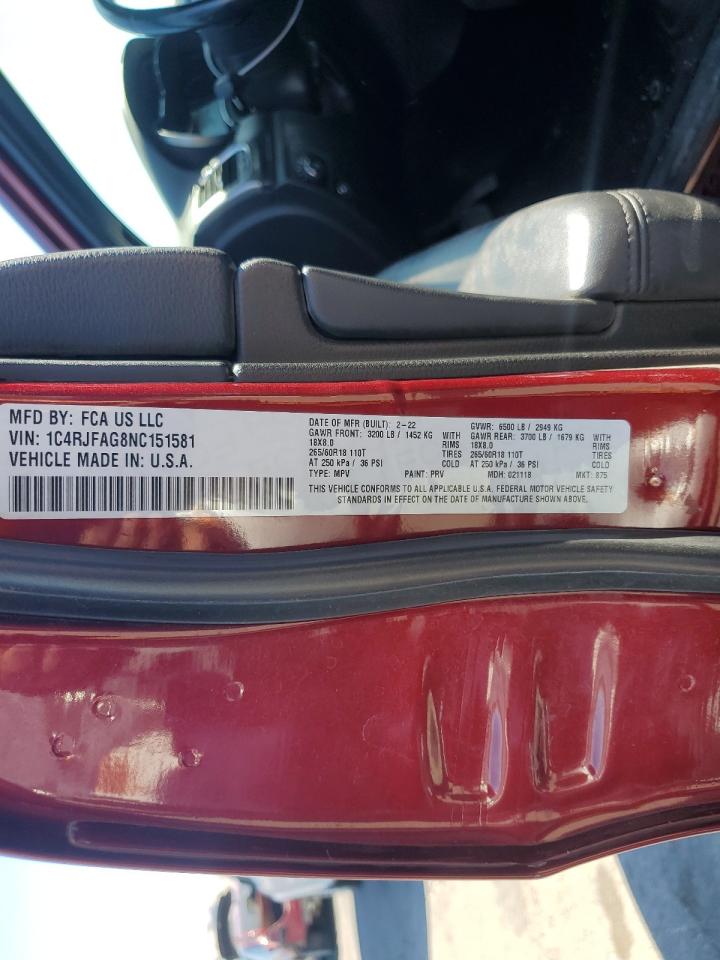 MFD BY: FCA US LLC
VIN: 1C4RJFAG8NC151581
VEHICLE MADE IN: U.S.A.
DATE OF MFR (BUILT): 2-22
GAWR FRONT: 3200 LB / 1452 KG WITH
18X8.0 RIMS
265/60R18 110T TIRES
AT 250 kPa / 36 PSI COLD
TYPE: MPV PAINT: PRV
GVWR: 6500 LB / 2949 KG
GAWR REAR: 3700 LB / 1679 KG WITH
18X8.0 RIMS
265/60R18 110T TIRES
AT 250 kPa / 36 PSI COLD
MDH: 021118 MKT: 875
THIS VEHICLE CONFORMS TO ALL APPLICABLE U.S.A. FEDERAL MOTOR VEHICLE SAFETY
STANDARDS IN EFFECT ON THE DATE OF MANUFACTURE SHOWN ABOVE.